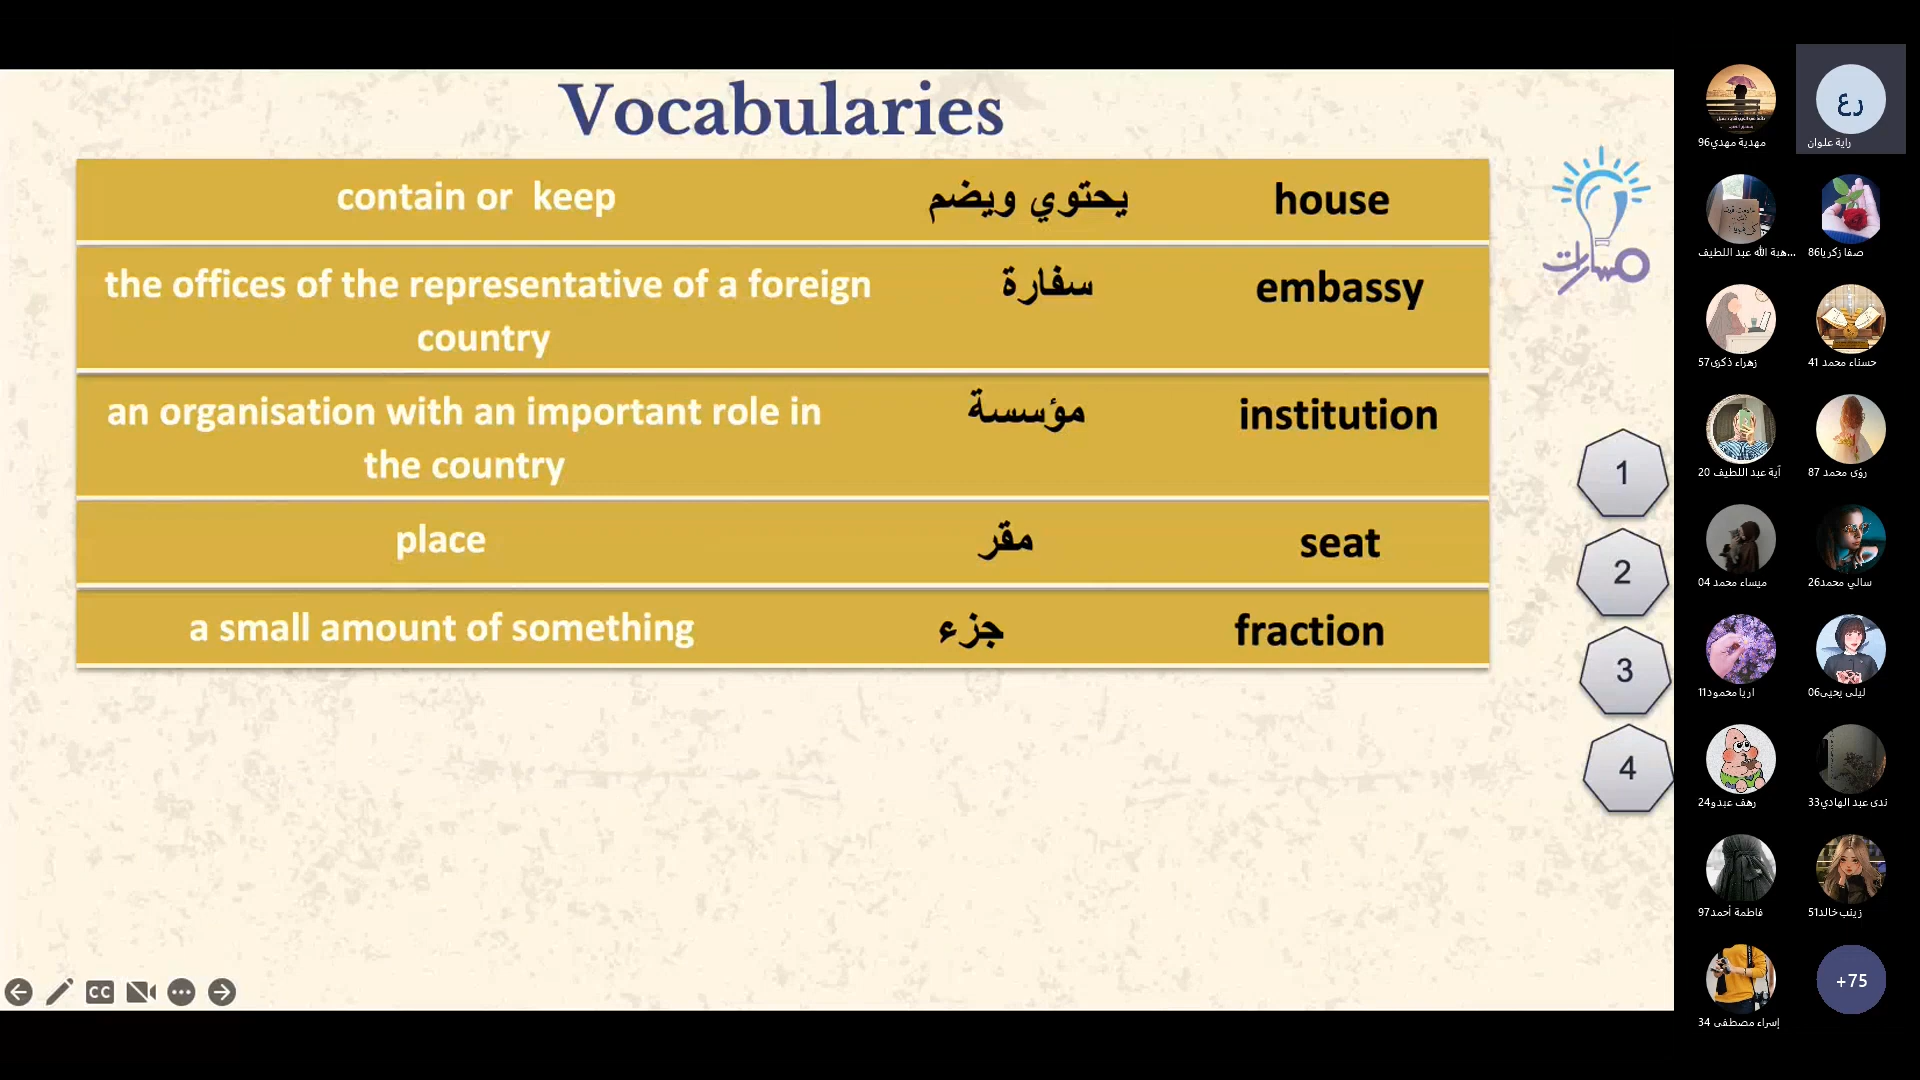 Vocabularies
contain or keep يحتوي ويضم house
the offices of the representative of a foreign سفارة embassy
country
an organisation with an important role in مؤسسة institution
the country
place مقر seat
a small amount of something جزء fraction
مسارات
1
2
3
4
CC
رع
مهدية مهدي96
راية علوان
هبة الله عبد اللطيف...
صفا زكريا86
زهراء ذكرى57
حسناء محمد 41
آية عبد اللطيف 20
رؤى محمد 87
ميساء محمد 04
سالي محمد26
اريا محمود11
ليلى يحيى06
رهف عبدو24
ندى عبد الهادي33
فاطمة أحمد97
زينب خالد51
إسراء مصطفى 34
+75